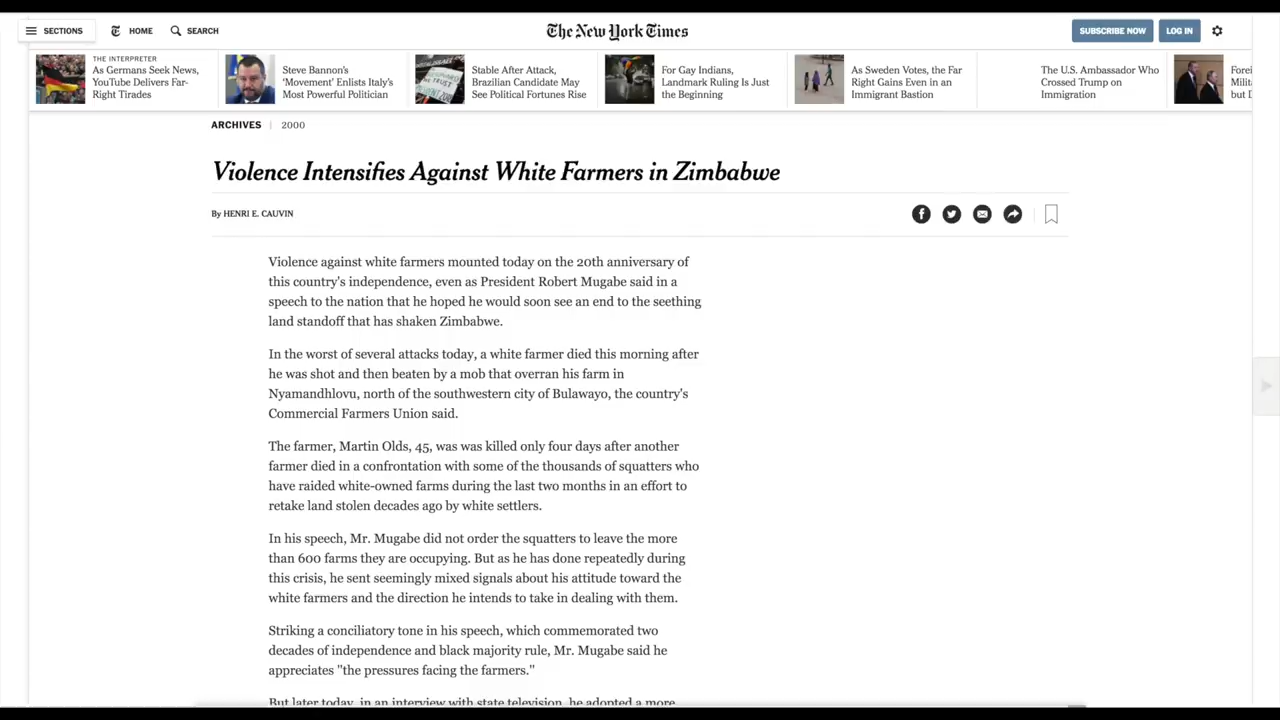 SECTIONS
HOME
SEARCH
The New York Times
SUBSCRIBE NOW
LOG IN
THE INTERPRETER
As Germans Seek News,
YouTube Delivers Far-
Right Tirades
Steve Bannon's
'Movement' Enlists Italy's
Most Powerful Politician
Stable After Attack,
Brazilian Candidate May
See Political Fortunes Rise
For Gay Indians,
Landmark Ruling Is Just
the Beginning
As Sweden Votes, the Far
Right Gains Even in an
Immigrant Bastion
The U.S. Ambassador Who
Crossed Trump on
Immigration
Forei
Milit
but D
ARCHIVES | 2000
Violence Intensifies Against White Farmers in Zimbabwe
By HENRI E. CAUVIN
Violence against white farmers mounted today on the 20th anniversary of
this country's independence, even as President Robert Mugabe said in a
speech to the nation that he hoped he would soon see an end to the seething
land standoff that has shaken Zimbabwe.
In the worst of several attacks today, a white farmer died this morning after
he was shot and then beaten by a mob that overran his farm in
Nyamandhlovu, north of the southwestern city of Bulawayo, the country's
Commercial Farmers Union said.
The farmer, Martin Olds, 45, was was killed only four days after another
farmer died in a confrontation with some of the thousands of squatters who
have raided white-owned farms during the last two months in an effort to
retake land stolen decades ago by white settlers.
In his speech, Mr. Mugabe did not order the squatters to leave the more
than 600 farms they are occupying. But as he has done repeatedly during
this crisis, he sent seemingly mixed signals about his attitude toward the
white farmers and the direction he intends to take in dealing with them.
Striking a conciliatory tone in his speech, which commemorated two
decades of independence and black majority rule, Mr. Mugabe said he
appreciates "the pressures facing the farmers."
But later today, in an interview with state television, he adopted a more